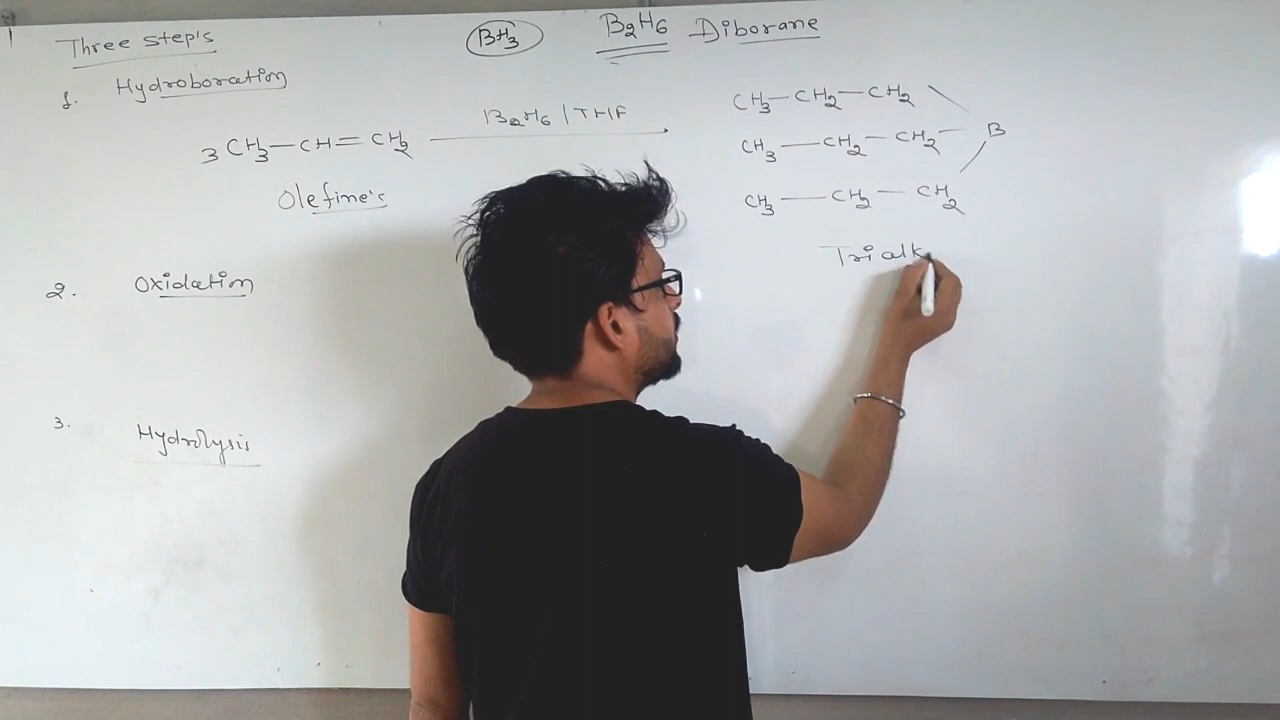 Three Step's
BH3
B2H6 Diborane
1. Hydroboration
3 CH3—CH=CH2
B2H6 / THF
Olefine's
CH3—CH2—CH2
CH3—CH2—CH2—B
CH3—CH2—CH2
Trialk
2. Oxidation
3. Hydrolysis